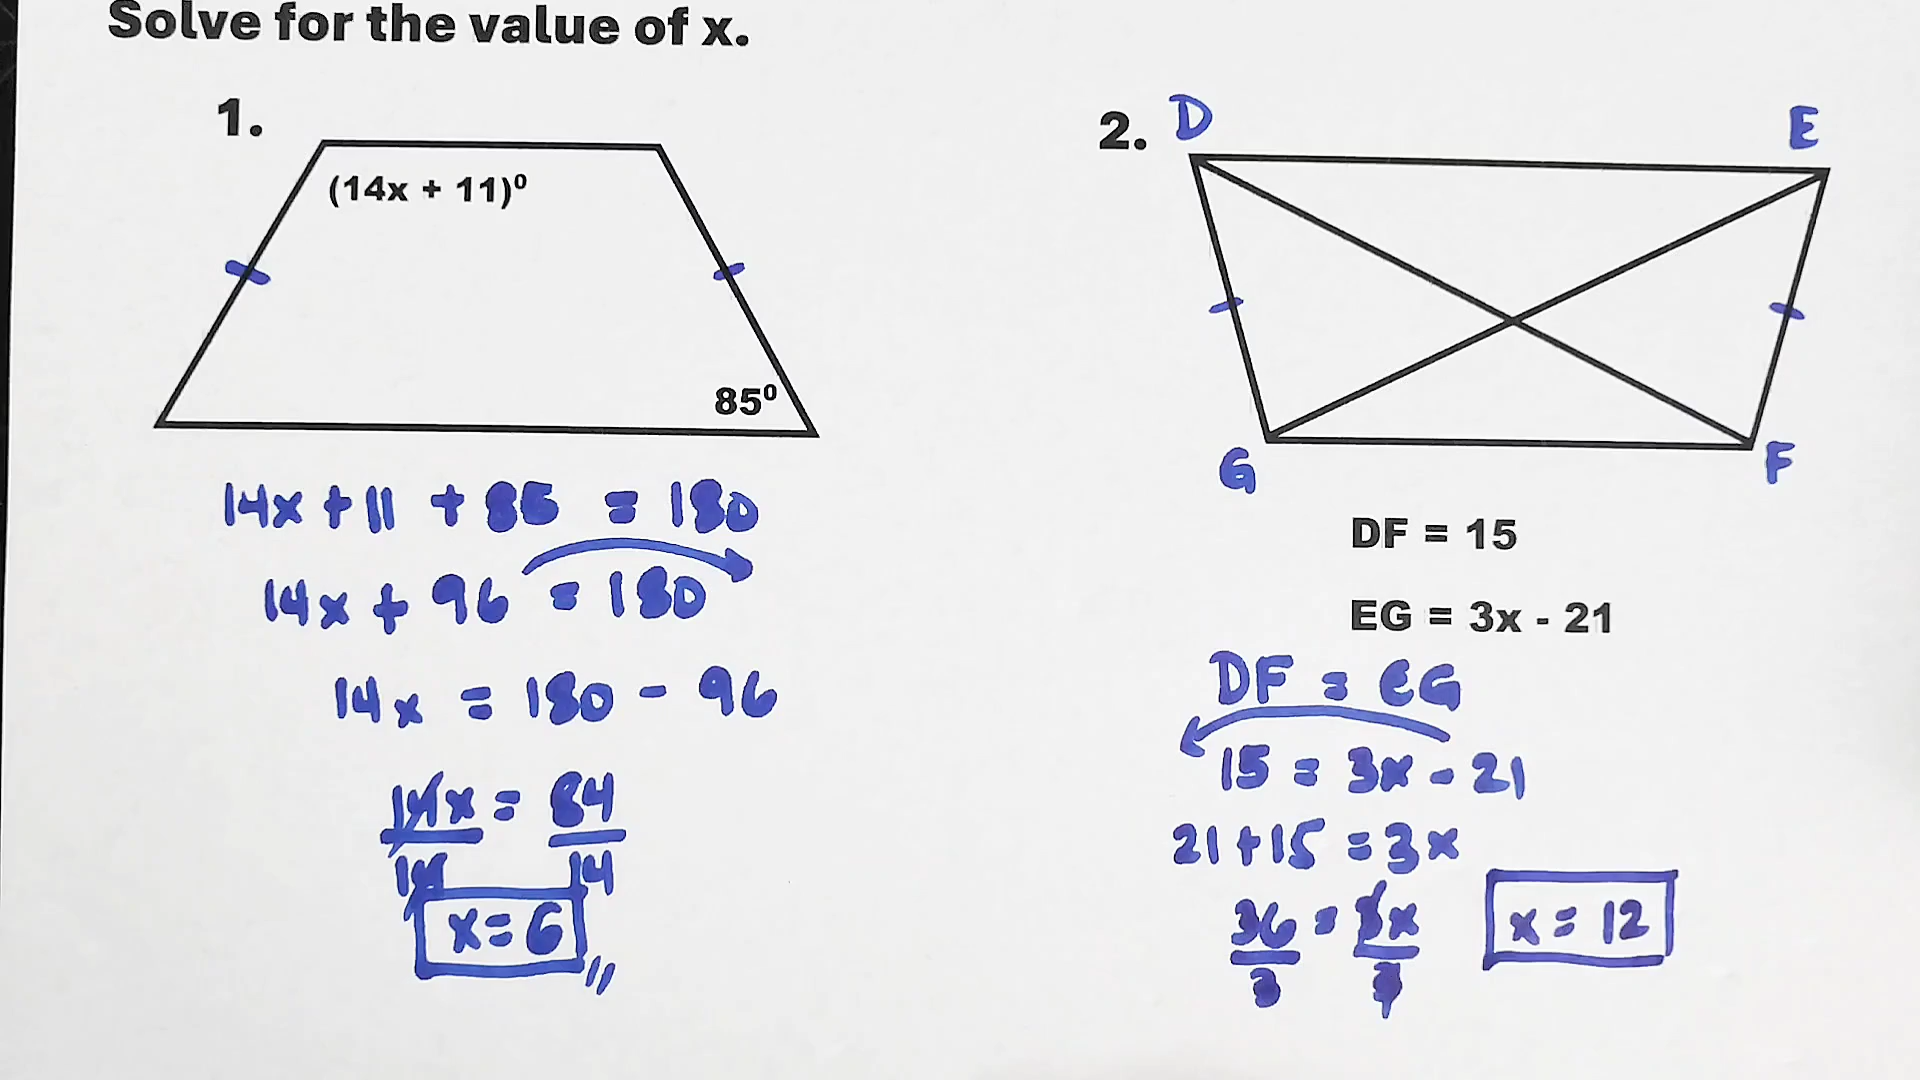 Solve for the value of x.
1.
(14x + 11)⁰
85⁰
14x + 11 + 85 = 180
14x + 96 = 180
14x = 180 - 96
14x = 84
14 14
x = 6
2.
D E
G F
DF = 15
EG = 3x - 21
DF = EG
15 = 3x - 21
21 + 15 = 3x
36 = 3x
3 3
x = 12